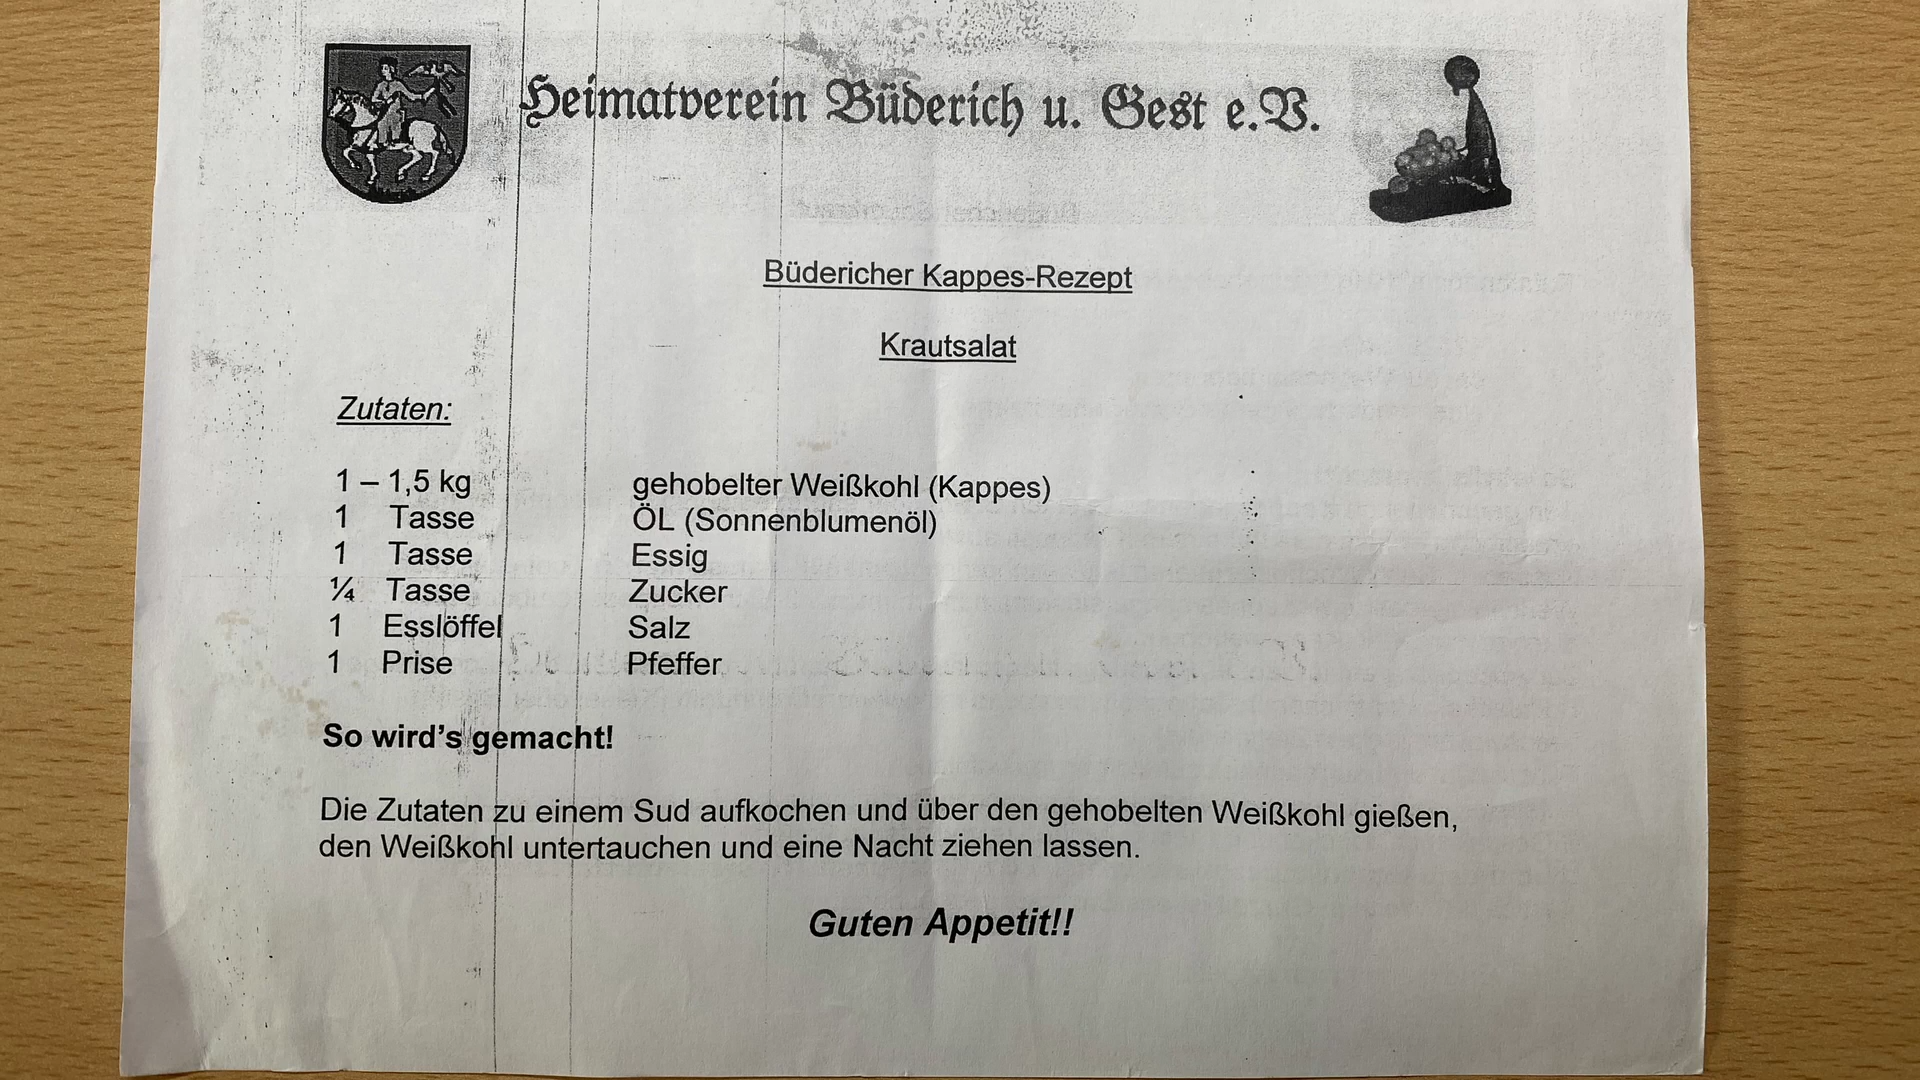 Heimatverein Büderich u. Gest e.V.
Büdericher Kappes-Rezept
Krautsalat
Zutaten:
1 – 1,5 kg gehobelter Weißkohl (Kappes)
1 Tasse ÖL (Sonnenblumenöl)
1 Tasse Essig
¼ Tasse Zucker
1 Esslöffel Salz
1 Prise Pfeffer
So wird's gemacht!
Die Zutaten zu einem Sud aufkochen und über den gehobelten Weißkohl gießen,
den Weißkohl untertauchen und eine Nacht ziehen lassen.
Guten Appetit!!